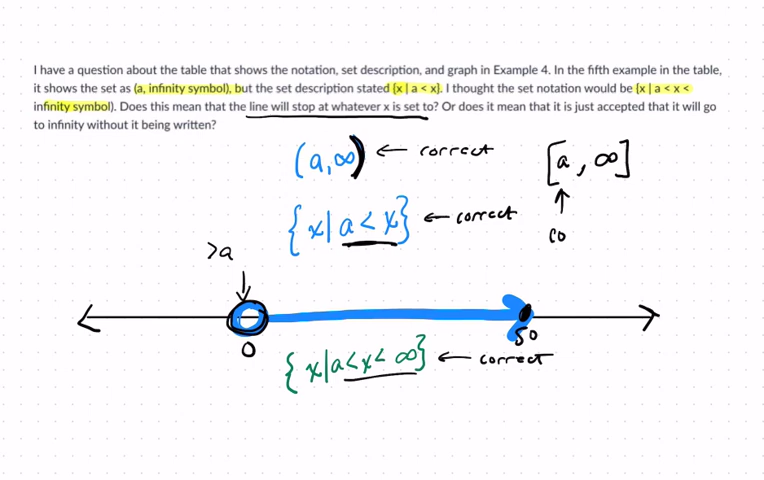 I have a question about the table that shows the notation, set description, and graph in Example 4. In the fifth example in the table,
it shows the set as (a, infinity symbol), but the set description stated {x | a < x}. I thought the set notation would be {x | a < x <
infinity symbol). Does this mean that the line will stop at whatever x is set to? Or does it mean that it is just accepted that it will go
to infinity without it being written?
(a,∞) ← correct
[a, ∞]
{x| a < x} ← correct
co
>a
0
50
{x|a<x<∞} ← correct